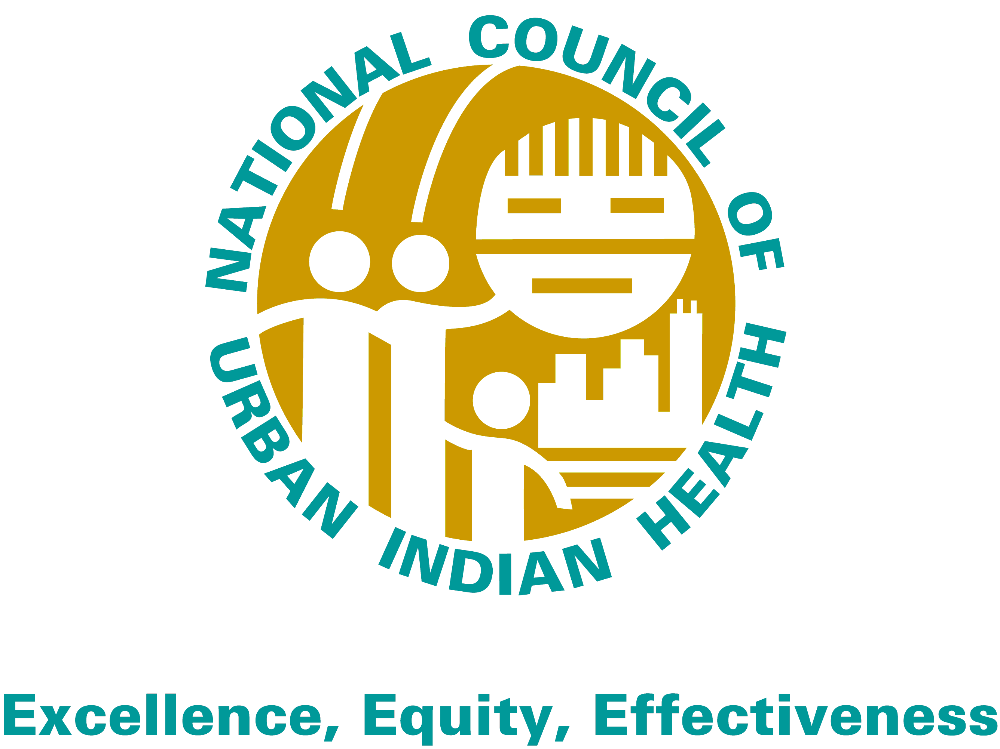 NATIONAL COUNCIL OF
URBAN INDIAN HEALTH
Excellence, Equity, Effectiveness